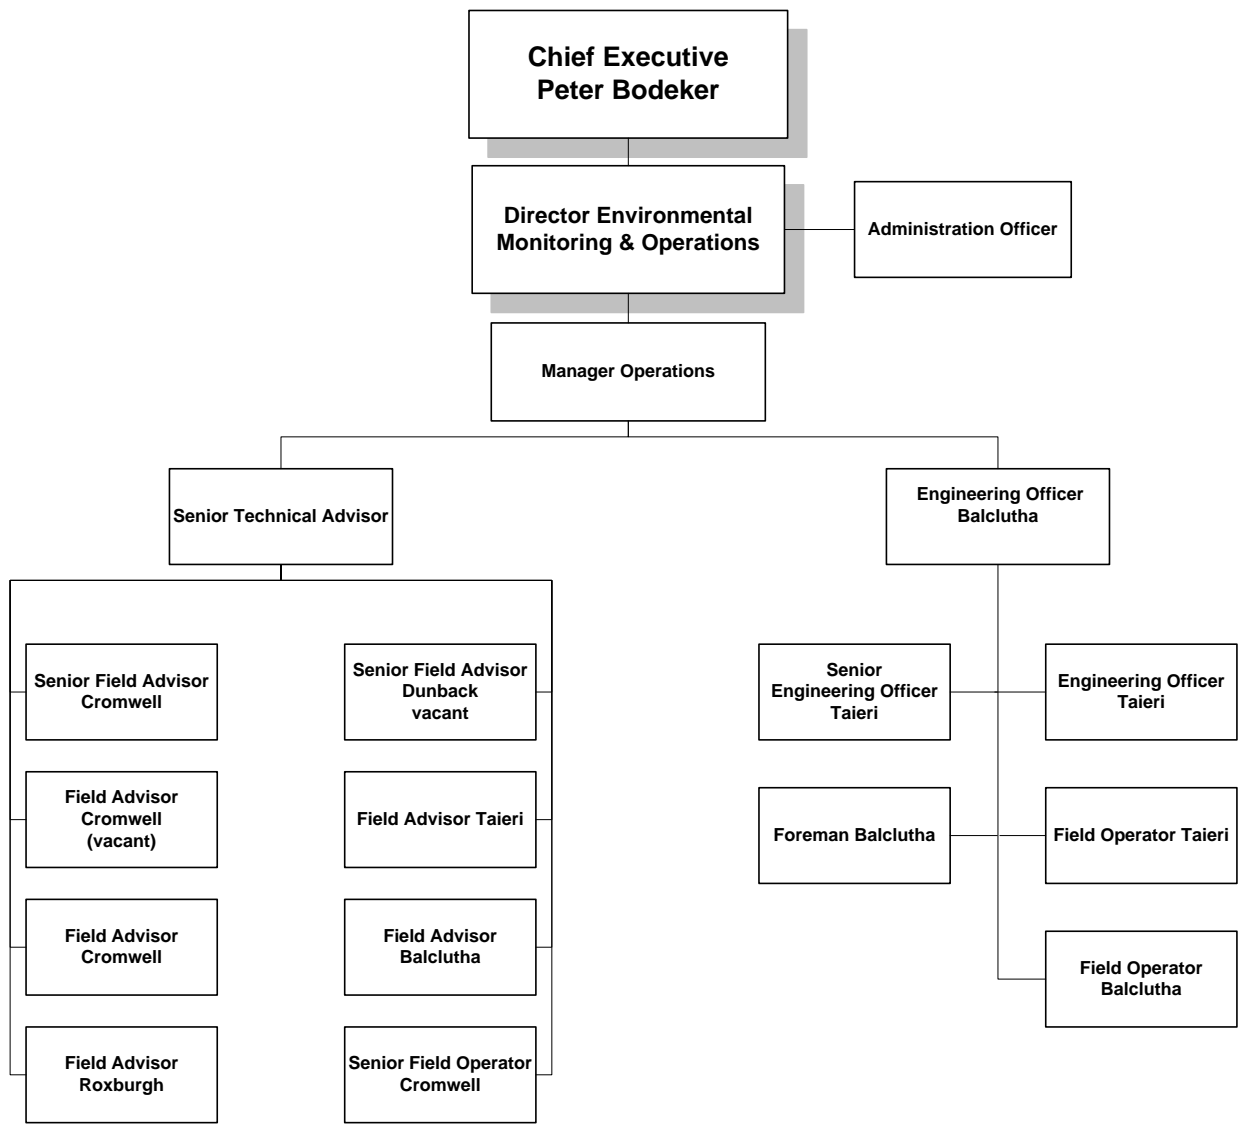 Chief Executive
Peter Bodeker
Director Environmental
Monitoring & Operations
Administration Officer
Manager Operations
Senior Technical Advisor
Engineering Officer
Balclutha
Senior Field Advisor
Cromwell
Senior Field Advisor
Dunback
vacant
Senior
Engineering Officer
Taieri
Engineering Officer
Taieri
Field Advisor
Cromwell
(vacant)
Field Advisor Taieri
Foreman Balclutha
Field Operator Taieri
Field Advisor
Cromwell
Field Advisor
Balclutha
Field Operator
Balclutha
Field Advisor
Roxburgh
Senior Field Operator
Cromwell